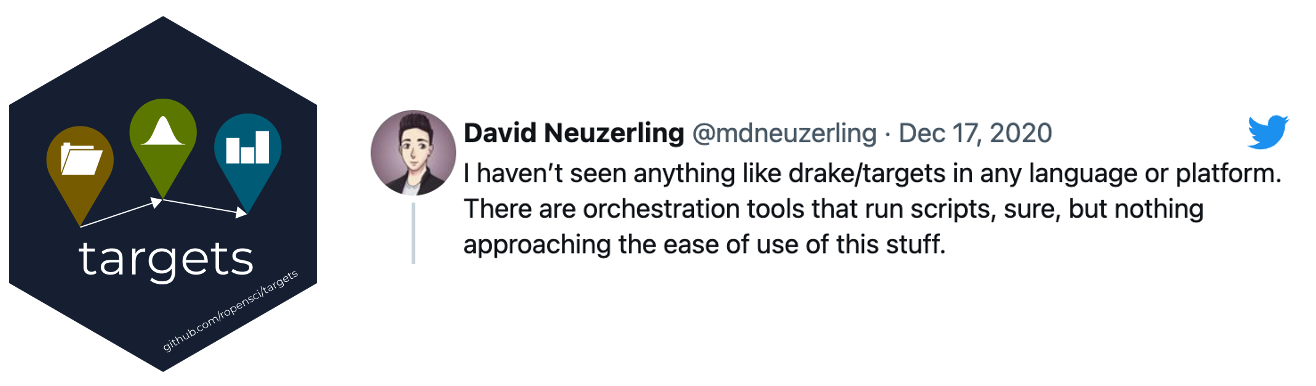 targets
github.com/ropensci/targets
David Neuzerling @mdneuzerling · Dec 17, 2020
I haven’t seen anything like drake/targets in any language or platform.
There are orchestration tools that run scripts, sure, but nothing
approaching the ease of use of this stuff.